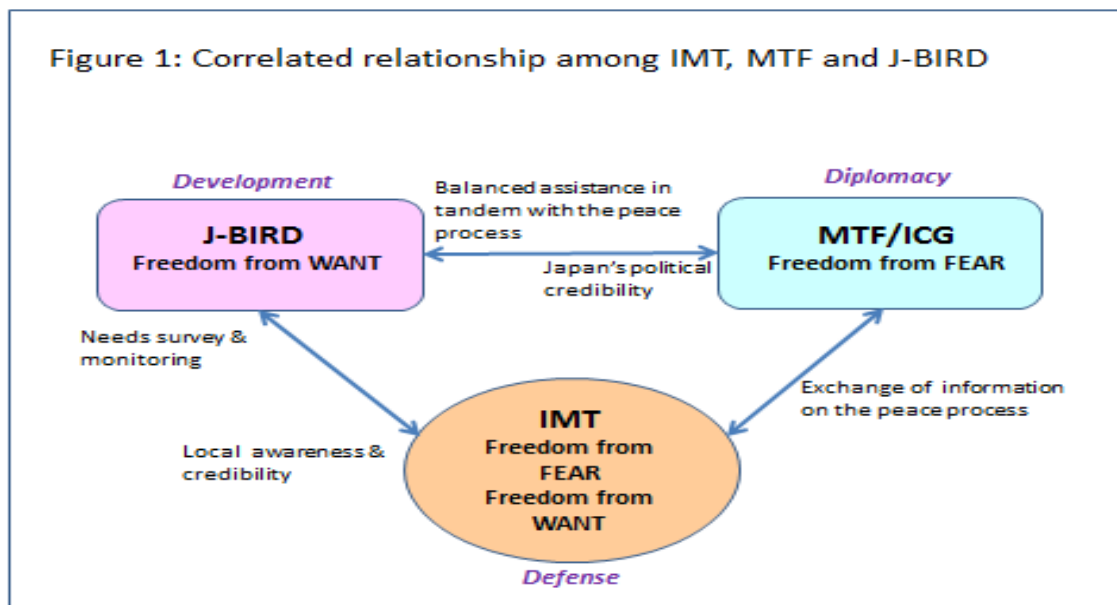 Figure 1: Correlated relationship among IMT, MTF and J-BIRD
Development
Diplomacy
Balanced assistance in
tandem with the peace
process
J-BIRD
Freedom from WANT
MTF/ICG
Freedom from FEAR
Japan's political
credibility
Needs survey &
monitoring
Exchange of information
on the peace process
Local awareness &
credibility
IMT
Freedom from
FEAR
Freedom from
WANT
Defense